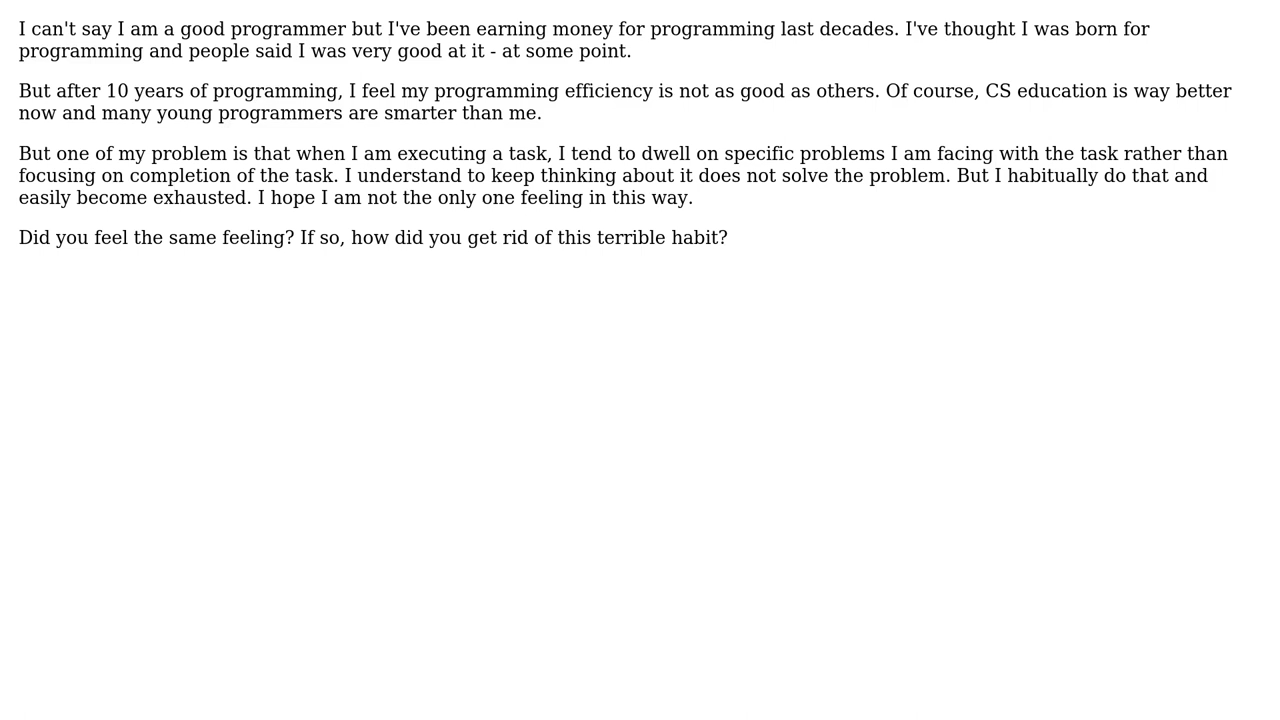 I can't say I am a good programmer but I've been earning money for programming last decades. I've thought I was born for
programming and people said I was very good at it - at some point.
But after 10 years of programming, I feel my programming efficiency is not as good as others. Of course, CS education is way better
now and many young programmers are smarter than me.
But one of my problem is that when I am executing a task, I tend to dwell on specific problems I am facing with the task rather than
focusing on completion of the task. I understand to keep thinking about it does not solve the problem. But I habitually do that and
easily become exhausted. I hope I am not the only one feeling in this way.
Did you feel the same feeling? If so, how did you get rid of this terrible habit?